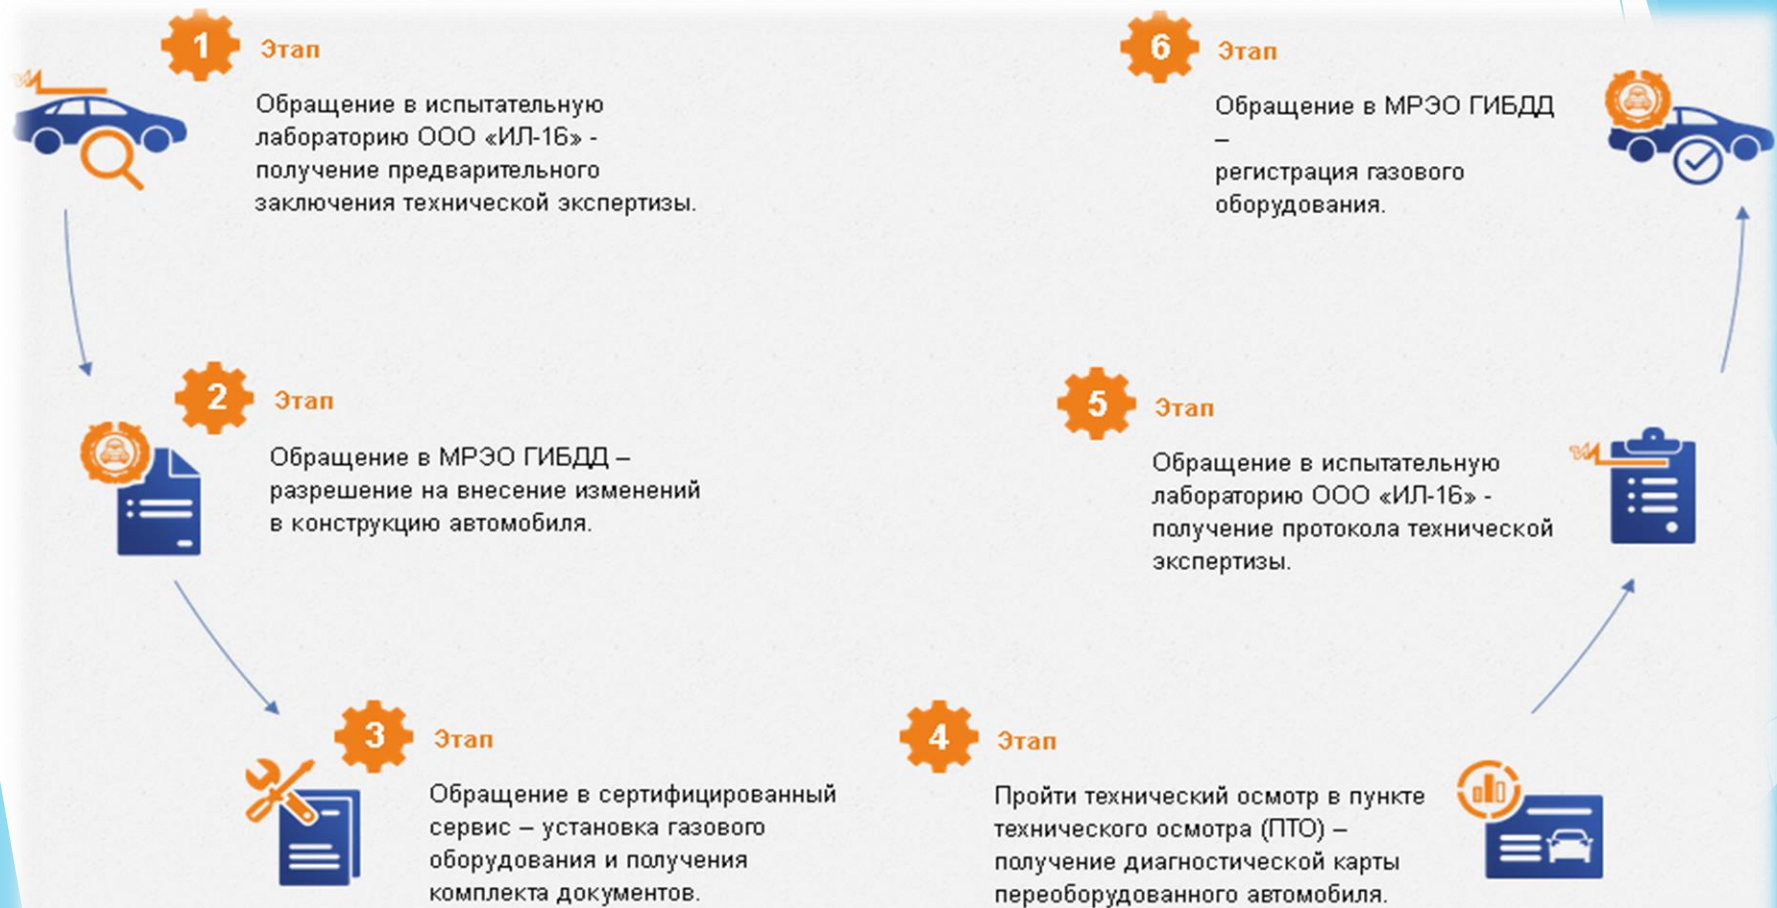 1 Этап
Обращение в испытательную
лабораторию ООО «ИЛ-16» -
получение предварительного
заключения технической экспертизы.
2 Этап
Обращение в МРЭО ГИБДД –
разрешение на внесение изменений
в конструкцию автомобиля.
3 Этап
Обращение в сертифицированный
сервис – установка газового
оборудования и получения
комплекта документов.
4 Этап
Пройти технический осмотр в пункте
технического осмотра (ПТО) –
получение диагностической карты
переоборудованного автомобиля.
5 Этап
Обращение в испытательную
лабораторию ООО «ИЛ-16» -
получение протокола технической
экспертизы.
6 Этап
Обращение в МРЭО ГИБДД
–
регистрация газового
оборудования.